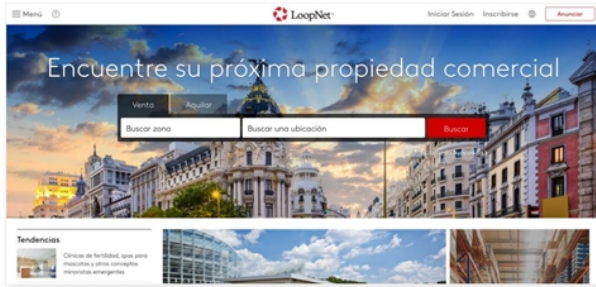 Menú
LoopNet
Iniciar Sesión Inscribirse Anunciar
Encuentre su próxima propiedad comercial
Venta Aquilar
Buscar zona Buscar una ubicación Buscar
Tendencias
Clínicas de fertilidad, spas para
mascotas y otros conceptos
minoristas emergentes